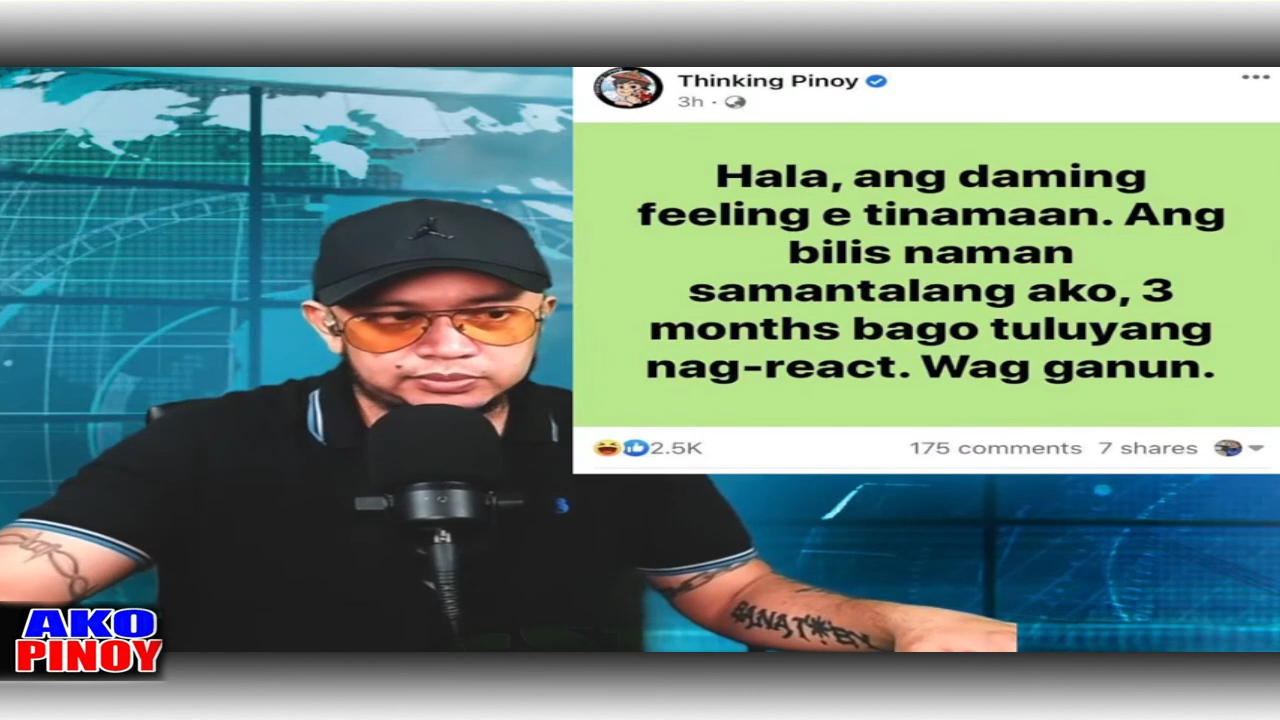 Thinking Pinoy
3h ·
Hala, ang daming
feeling e tinamaan. Ang
bilis naman
samantalang ako, 3
months bago tuluyang
nag-react. Wag ganun.
2.5K
175 comments 7 shares
AKO
PINOY